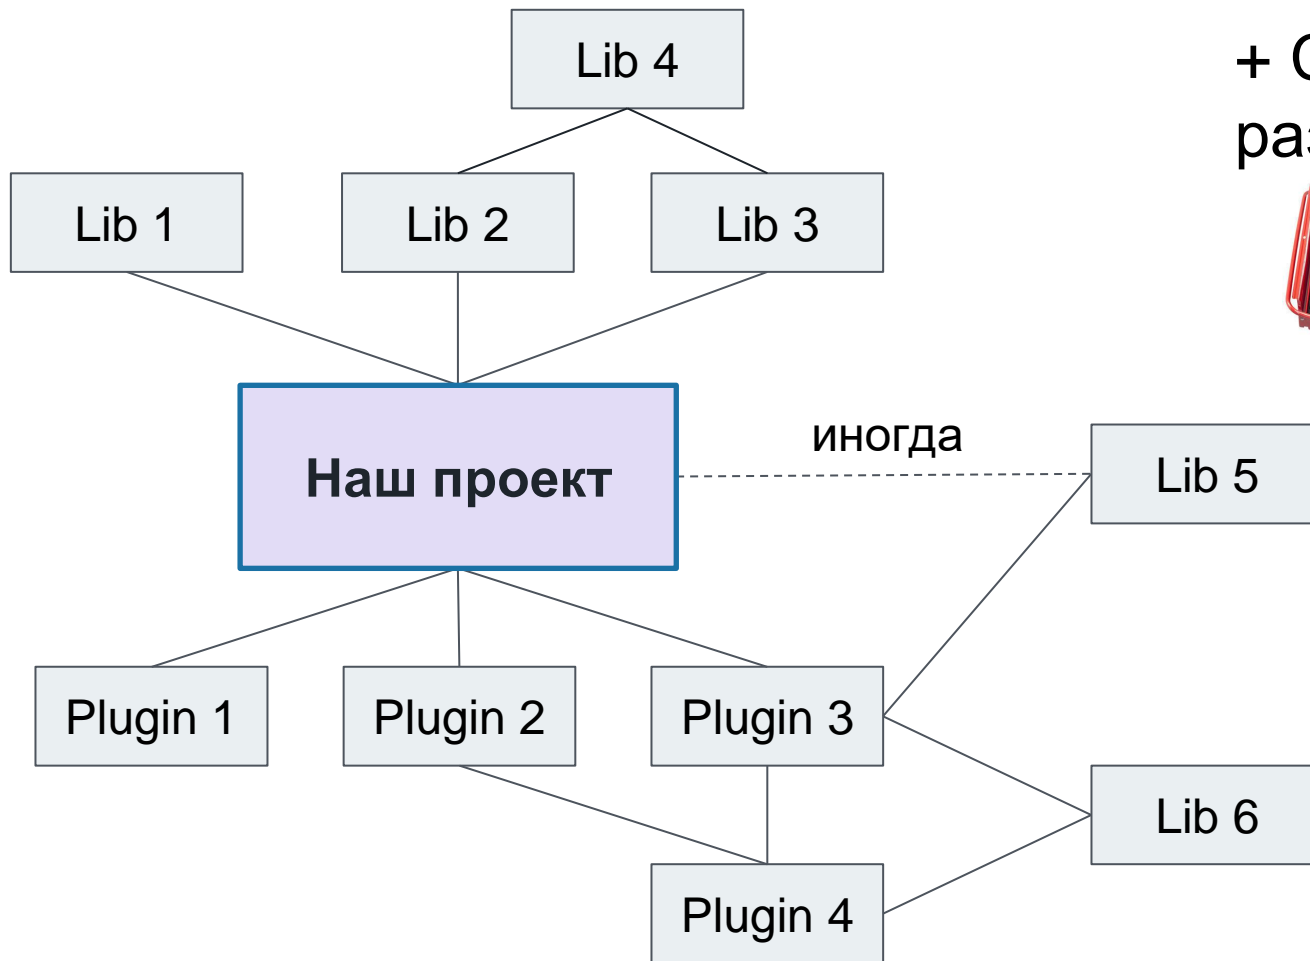 Lib 4
Lib 1
Lib 2
Lib 3
Наш проект
иногда
Lib 5
Plugin 1
Plugin 2
Plugin 3
Lib 6
Plugin 4